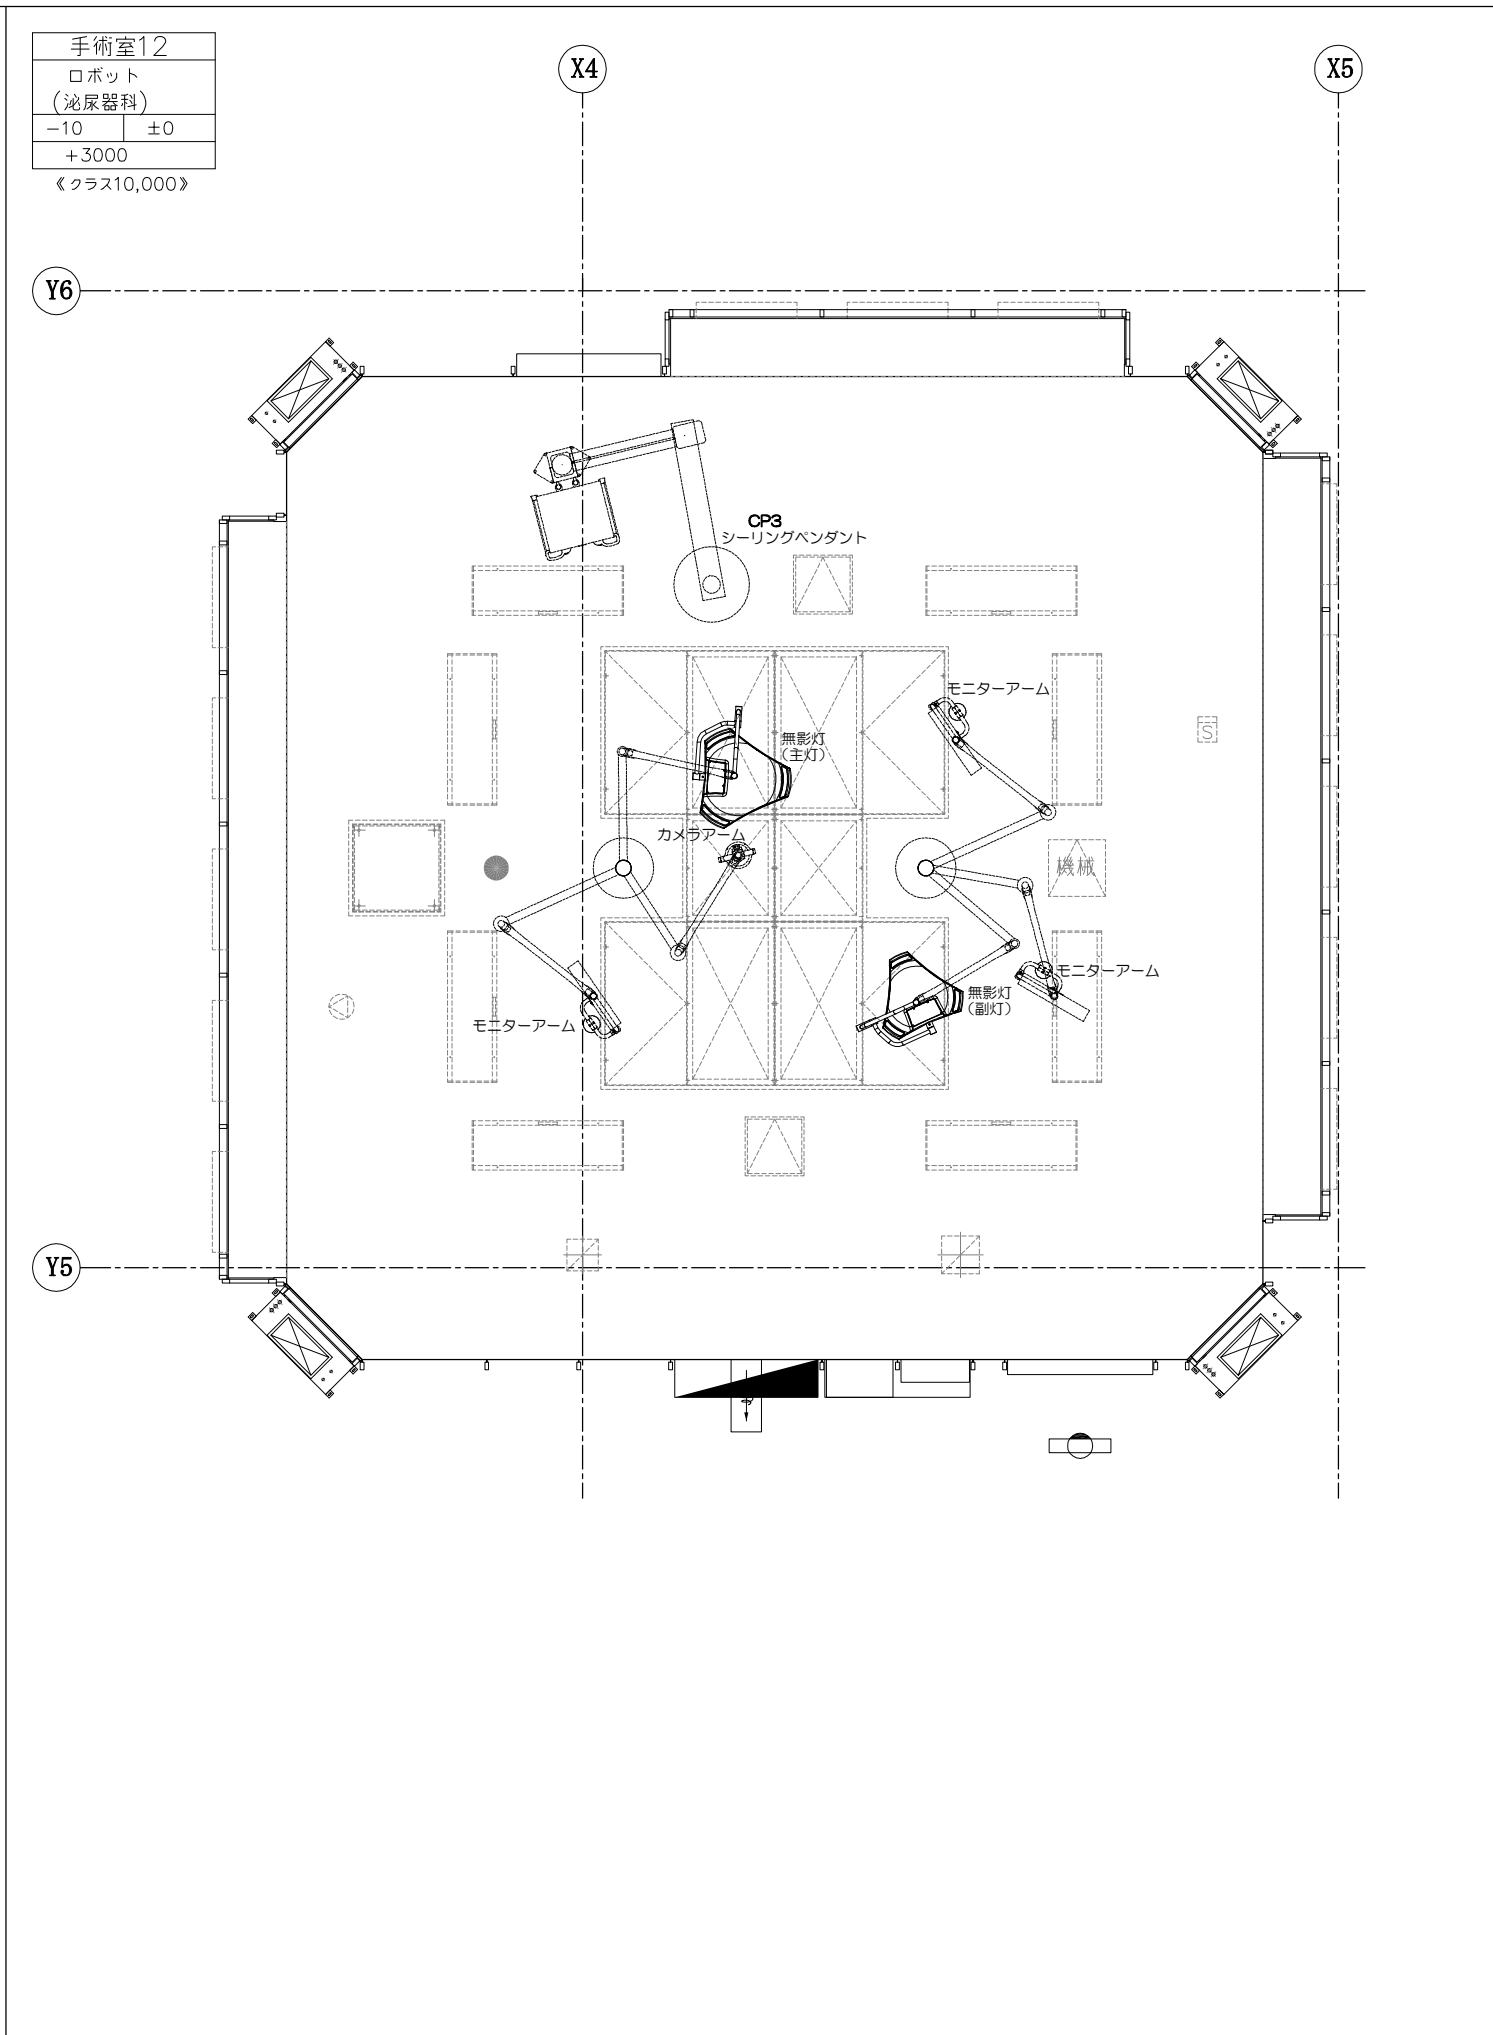 手術室12
ロボット
(泌尿器科)
-10 ±0
+3000
《クラス10,000》
X4
X5
Y6
CP3
シーリングペンダント
モニターアーム
無影灯
(主灯)
S
カメラアーム
機械
モニターアーム
無影灯
(副灯)
モニターアーム
Y5